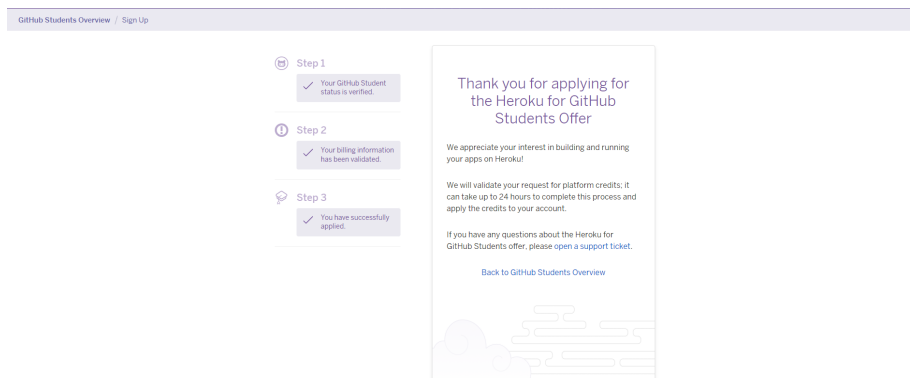 GitHub Students Overview / Sign Up
Step 1
Your GitHub Student
status is verified.
Step 2
Your billing information
has been validated.
Step 3
You have successfully
applied.
Thank you for applying for
the Heroku for GitHub
Students Offer
We appreciate your interest in building and running
your apps on Heroku!
We will validate your request for platform credits; it
can take up to 24 hours to complete this process and
apply the credits to your account.
If you have any questions about the Heroku for
GitHub Students offer, please open a support ticket.
Back to GitHub Students Overview